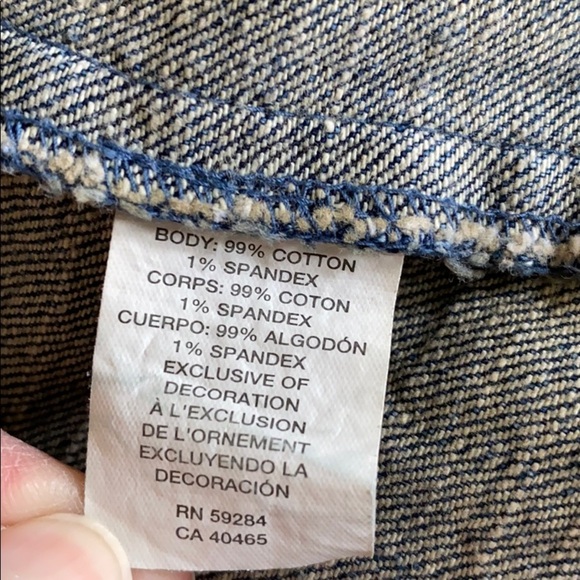 BODY: 99% COTTON
1% SPANDEX
CORPS: 99% COTON
1% SPANDEX
CUERPO: 99% ALGODÓN
1% SPANDEX
EXCLUSIVE OF
DECORATION
À L'EXCLUSION
DE L'ORNEMENT
EXCLUYENDO LA
DECORACIÓN
RN 59284
CA 40465